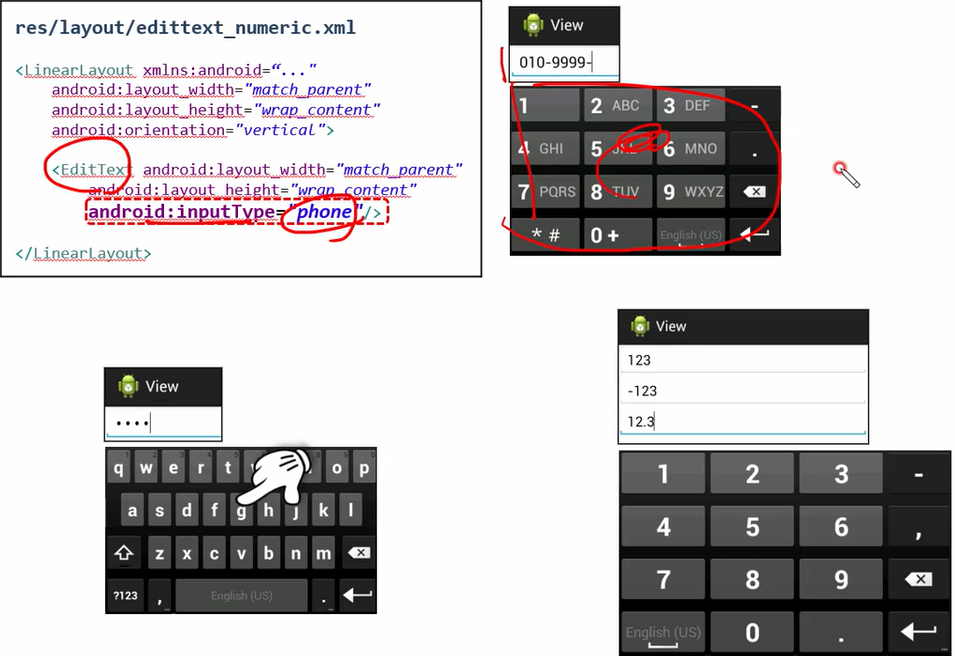 res/layout/edittext_numeric.xml
<LinearLayout xmlns:android=“..."
android:layout_width="match_parent"
android:layout_height="wrap_content"
android:orientation="vertical">
<EditText android:layout_width="match_parent"
android:layout_height="wrap_content"
android:inputType="phone"/>
</LinearLayout>
View
010-9999-
1 2 ABC 3 DEF -
4 GHI 5 JKL 6 MNO .
7 PQRS 8 TUV 9 WXYZ
* # 0 + English (US)
View
••••
q w e r t o p
a s d f g h j k l
z x c v b n m
?123 , English (US) .
View
123
-123
12.3
1 2 3 -
4 5 6 ,
7 8 9
English (US) 0 .